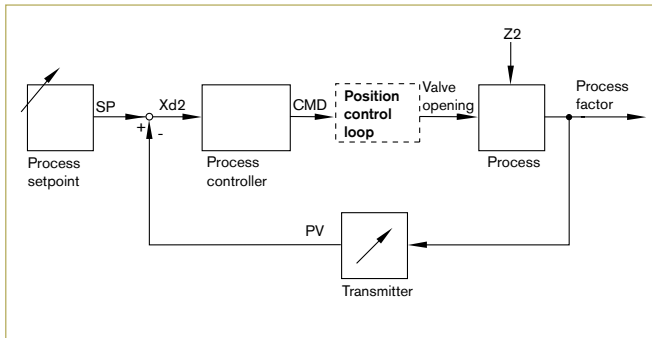 Z2
SP
Xd2
CMD
Position
control
loop
Valve
opening
Process
factor
+
-
Process
setpoint
Process
controller
Process
PV
Transmitter